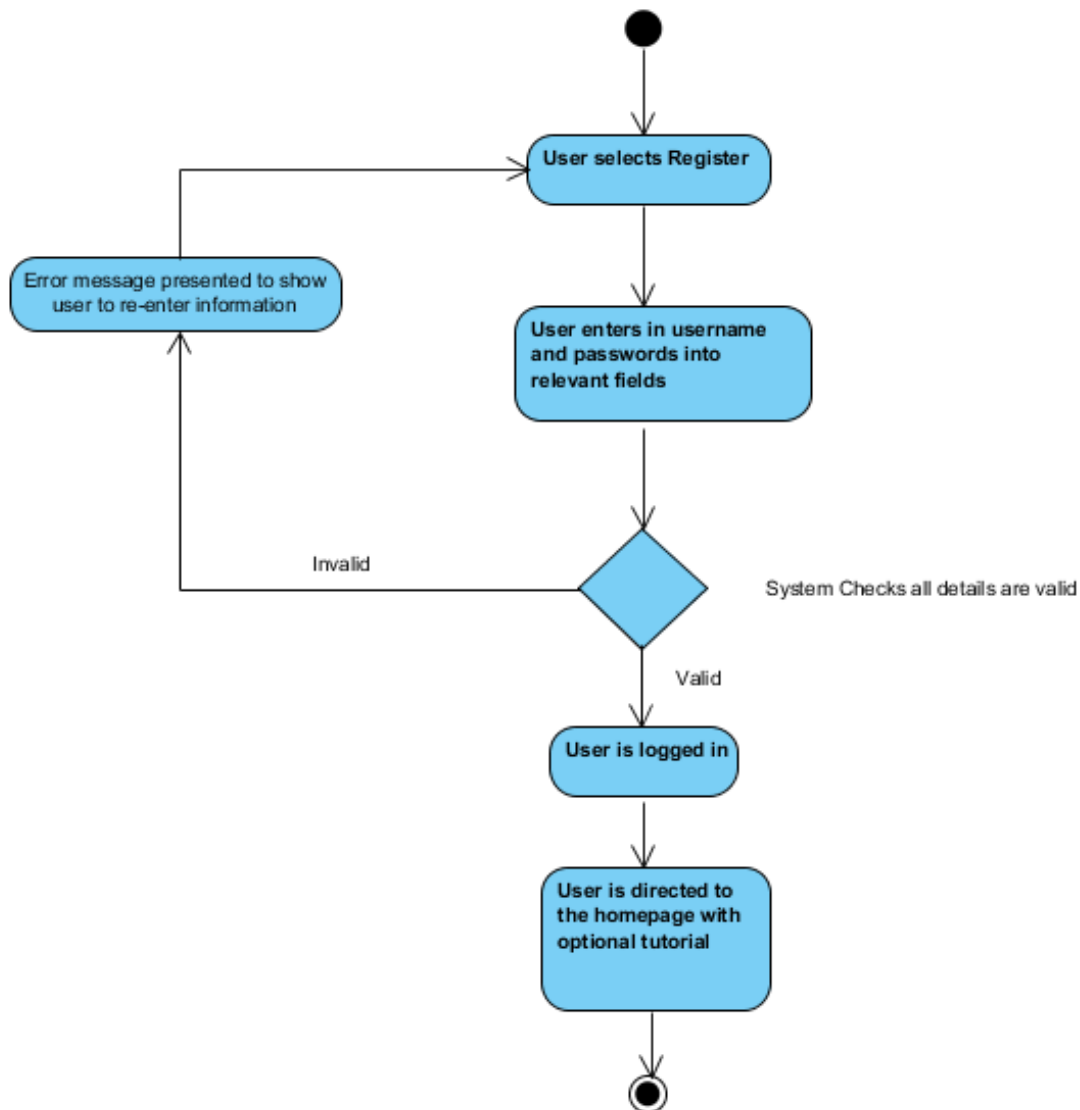 User selects Register
Error message presented to show
user to re-enter information
User enters in username
and passwords into
relevant fields
Invalid
System Checks all details are valid
Valid
User is logged in
User is directed to
the homepage with
optional tutorial